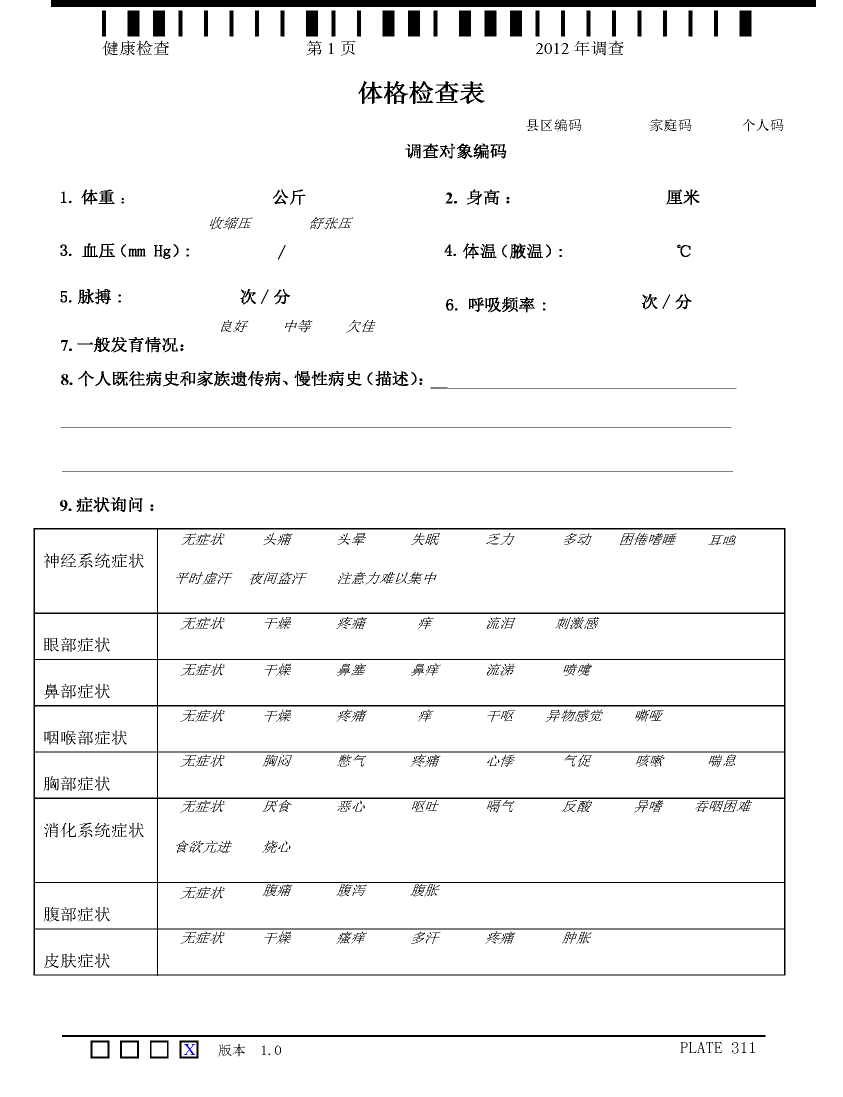 健康检查 第 1 页 2012 年调查
体格检查表
县区编码 家庭码 个人码
调查对象编码
1. 体重： 公斤 2. 身高： 厘米
收缩压 舒张压
3. 血压（mm Hg）： / 4. 体温（腋温）： ℃
5. 脉搏： 次 / 分 6. 呼吸频率： 次 / 分
良好 中等 欠佳
7. 一般发育情况：
8. 个人既往病史和家族遗传病、慢性病史（描述）：
9. 症状询问：
神经系统症状 无症状 头痛 头晕 失眠 乏力 多动 困倦嗜睡 耳鸣
平时虚汗 夜间盗汗 注意力难以集中
眼部症状 无症状 干燥 疼痛 痒 流泪 刺激感
鼻部症状 无症状 干燥 鼻塞 鼻痒 流涕 喷嚏
咽喉部症状 无症状 干燥 疼痛 痒 干呕 异物感觉 嘶哑
胸部症状 无症状 胸闷 憋气 疼痛 心悸 气促 咳嗽 喘息
消化系统症状 无症状 厌食 恶心 呕吐 嗝气 反酸 异嗜 吞咽困难
食欲亢进 烧心
腹部症状 无症状 腹痛 腹泻 腹胀
皮肤症状 无症状 干燥 瘙痒 多汗 疼痛 肿胀
X 版本 1.0 PLATE 311